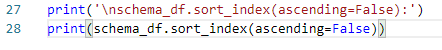 27 print('\nschema_df.sort_index(ascending=False):')
28 print(schema_df.sort_index(ascending=False))